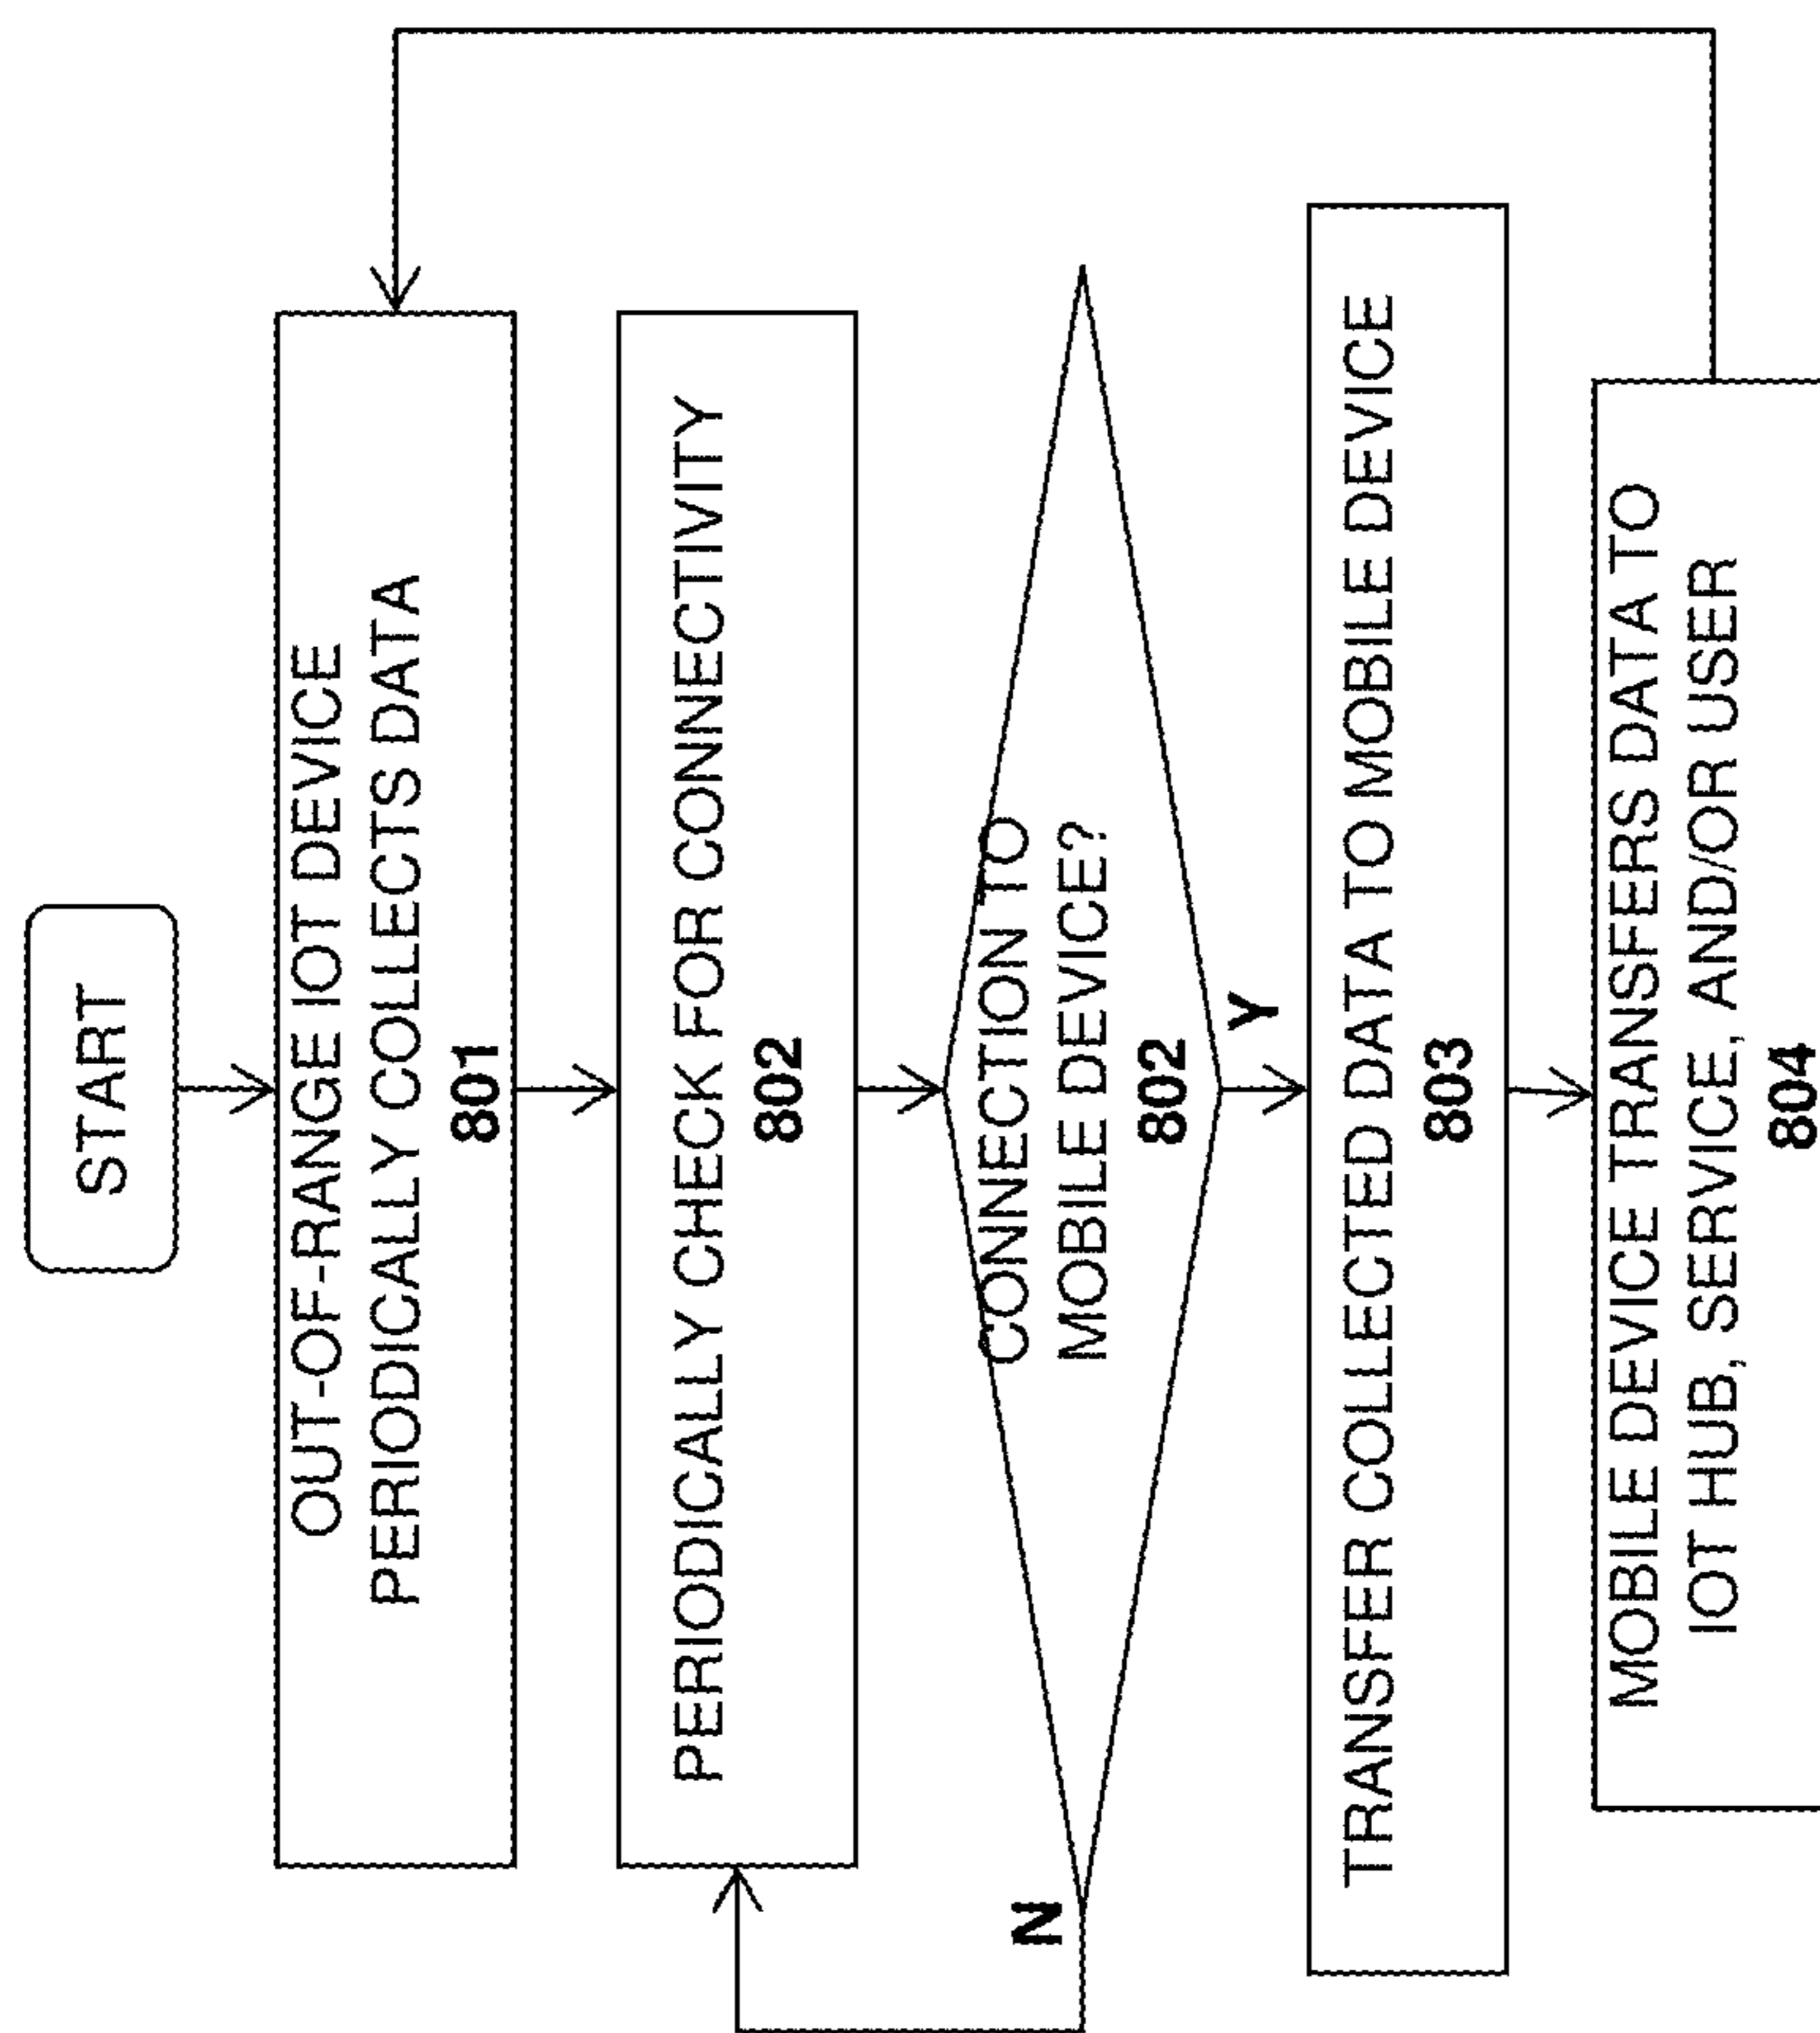 START
OUT-OF-RANGE IOT DEVICE
PERIODICALLY COLLECTS DATA
801
PERIODICALLY CHECK FOR CONNECTIVITY
802
CONNECTION TO
MOBILE DEVICE?
802
N
Y
TRANSFER COLLECTED DATA TO MOBILE DEVICE
803
MOBILE DEVICE TRANSFERS DATA TO
IOT HUB, SERVICE, AND/OR USER
804